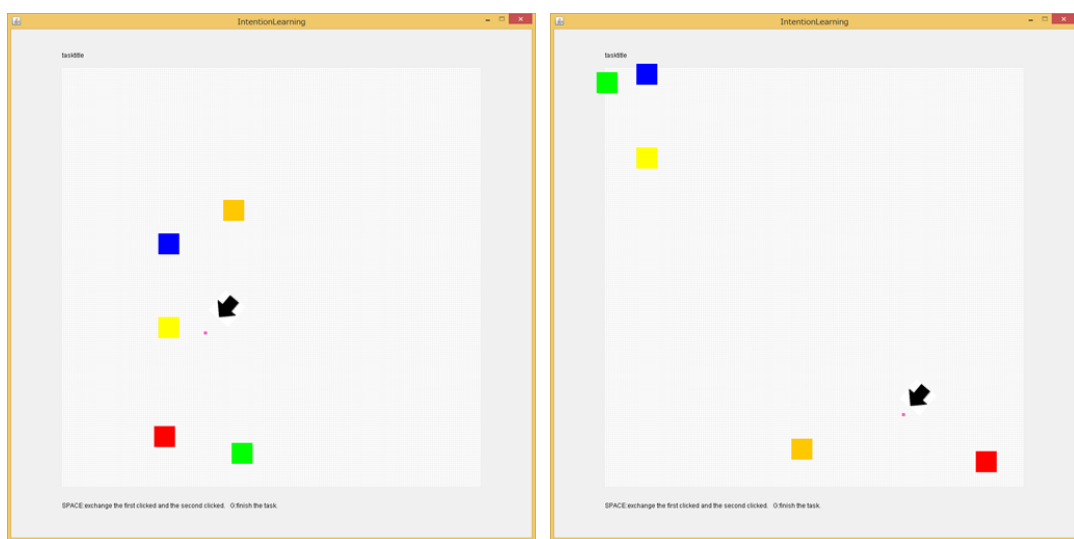 IntentionLearning
tasktitle
SPACE:exchange the first clicked and the second clicked. O:finish the task.
IntentionLearning
tasktitle
SPACE:exchange the first clicked and the second clicked. O:finish the task.